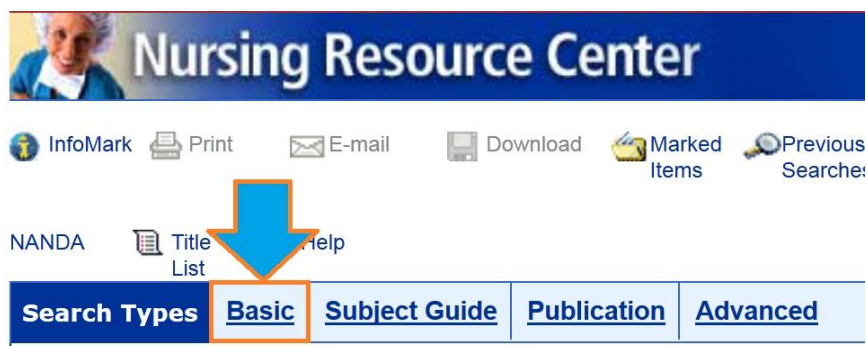 Nursing Resource Center
InfoMark Print E-mail Download Marked Items Previous Searches
NANDA Title List Help
Search Types Basic Subject Guide Publication Advanced